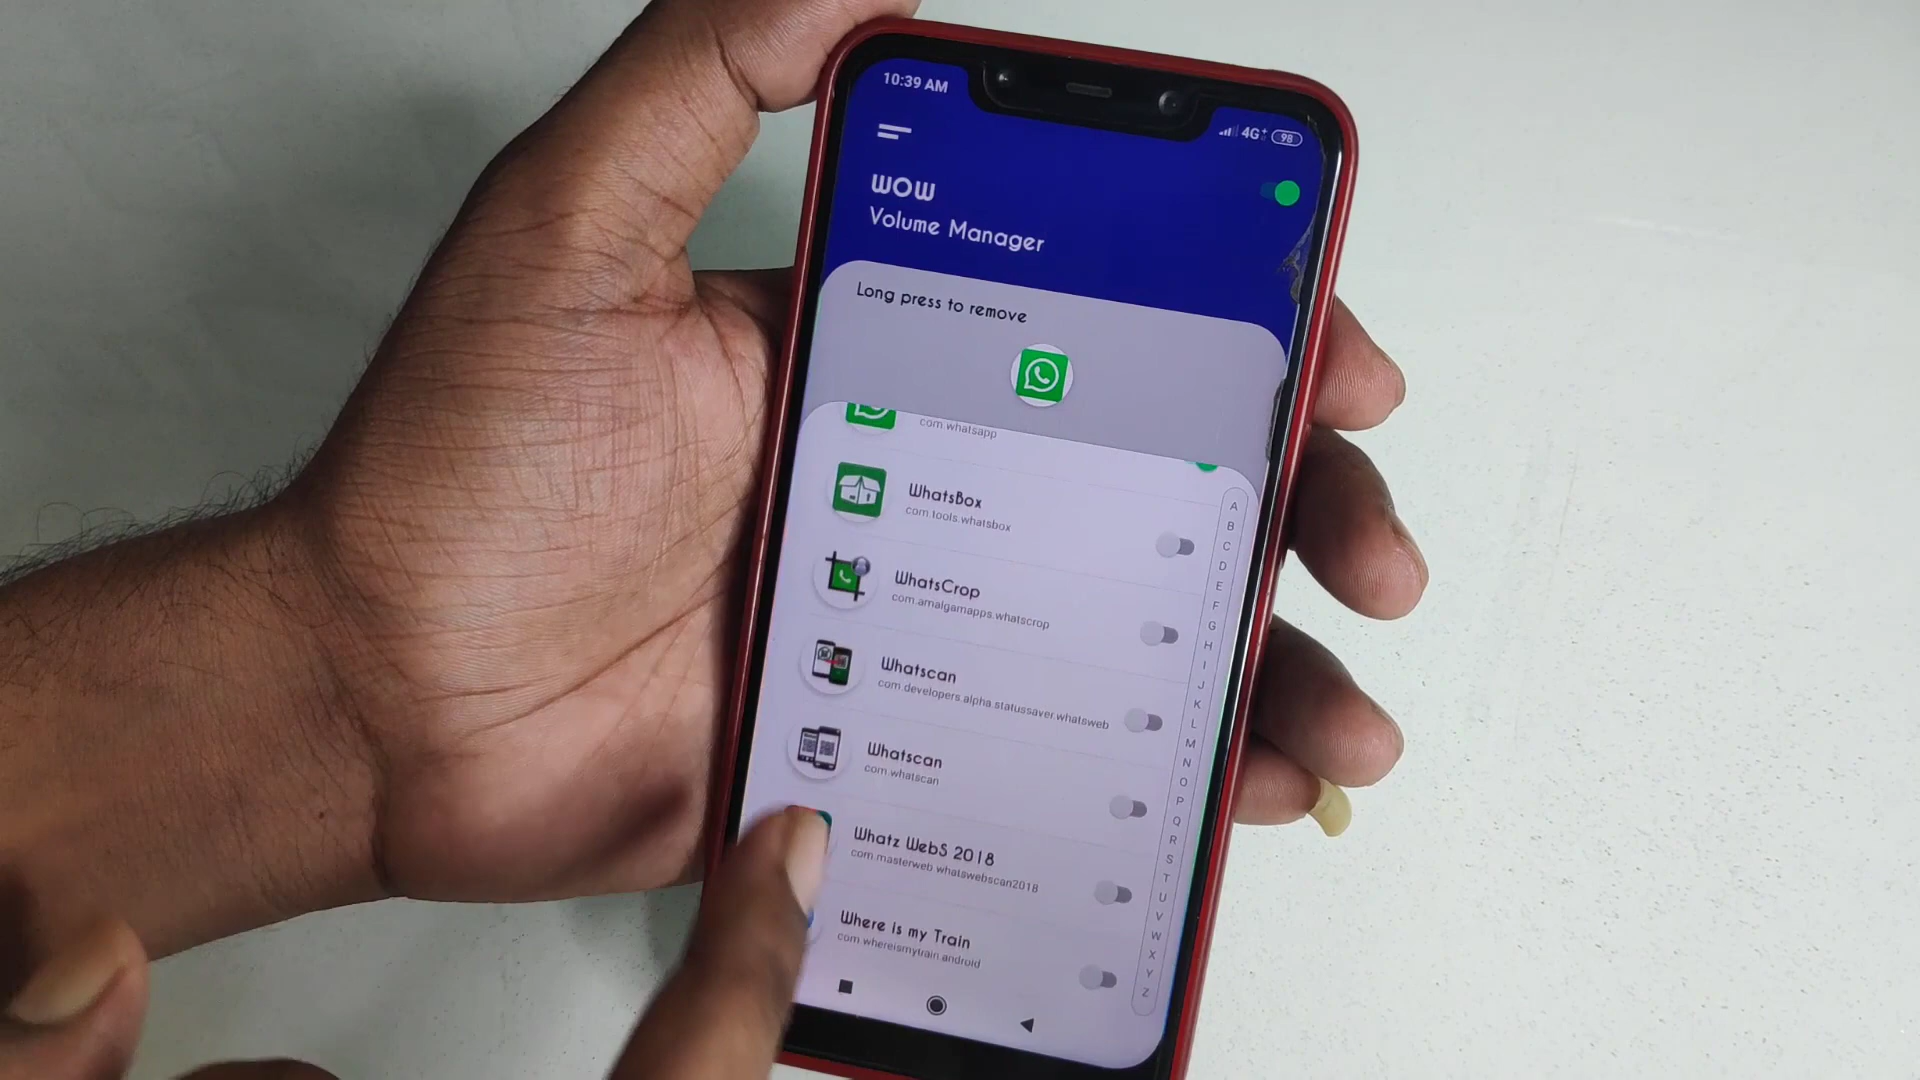 10:39 AM
4G+ 98
WOW
Volume Manager
Long press to remove
com.whatsapp
WhatsBox
com.tools.whatsbox
WhatsCrop
com.amalgamapps.whatscrop
Whatscan
com.developers.alpha.statussaver.whatsweb
Whatscan
com.whatscan
Whatz WebS 2018
com.masterweb.whatswebscan2018
Where is my Train
com.whereismytrain.android
A
B
C
D
E
F
G
H
I
J
K
L
M
N
O
P
Q
R
S
T
U
V
W
X
Y
Z